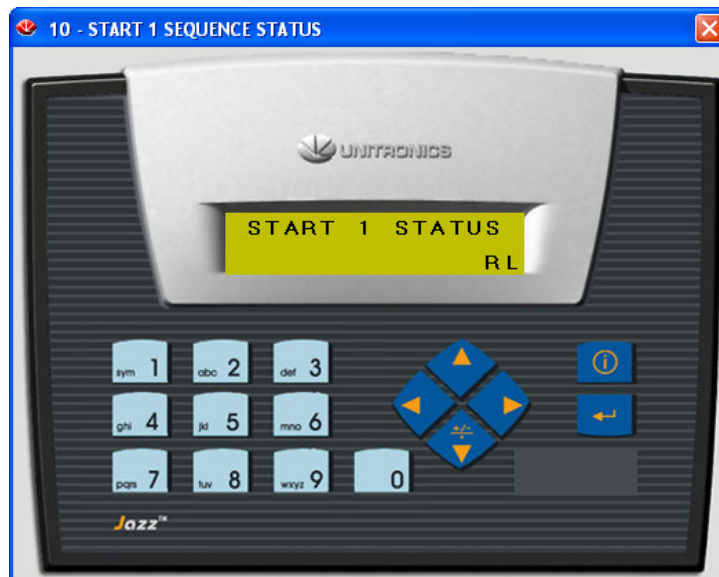 10 - START 1 SEQUENCE STATUS
UNITRONICS
START 1 STATUS
RL
sym 1 abc 2 def 3
ghi 4 jkl 5 mno 6
pqrs 7 tuv 8 wxyz 9 0
+/-
Jazz™